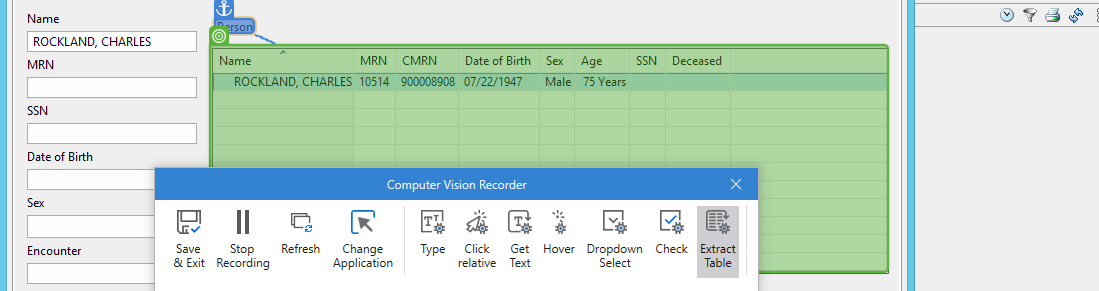 Name
ROCKLAND, CHARLES
MRN
SSN
Date of Birth
Sex
Encounter
Person
Name MRN CMRN Date of Birth Sex Age SSN Deceased
ROCKLAND, CHARLES 10514 900008908 07/22/1947 Male 75 Years
Computer Vision Recorder
Save & Exit
Stop Recording
Refresh
Change Application
Type
Click relative
Get Text
Hover
Dropdown Select
Check
Extract Table